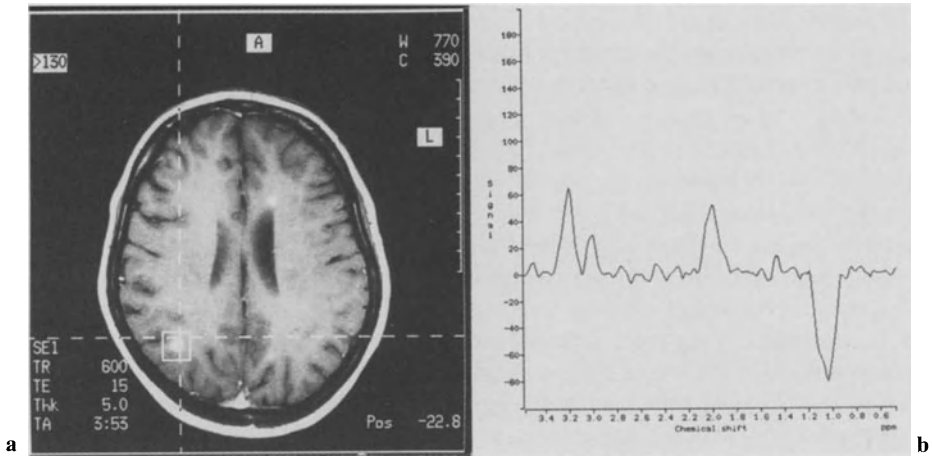 A
W 770
C 390
>130
L
SE1
TR 600
TE 15
Thk 5.0
TA 3:53
Pos -22.8
a
180
160
140
120
100
80
60
40
20
0
-20
-40
-60
-80
Signal
3.4 3.2 3.0 2.8 2.6 2.4 2.2 2.0 1.8 1.6 1.4 1.2 1.0 0.8 0.6
Chemical shift ppm
b